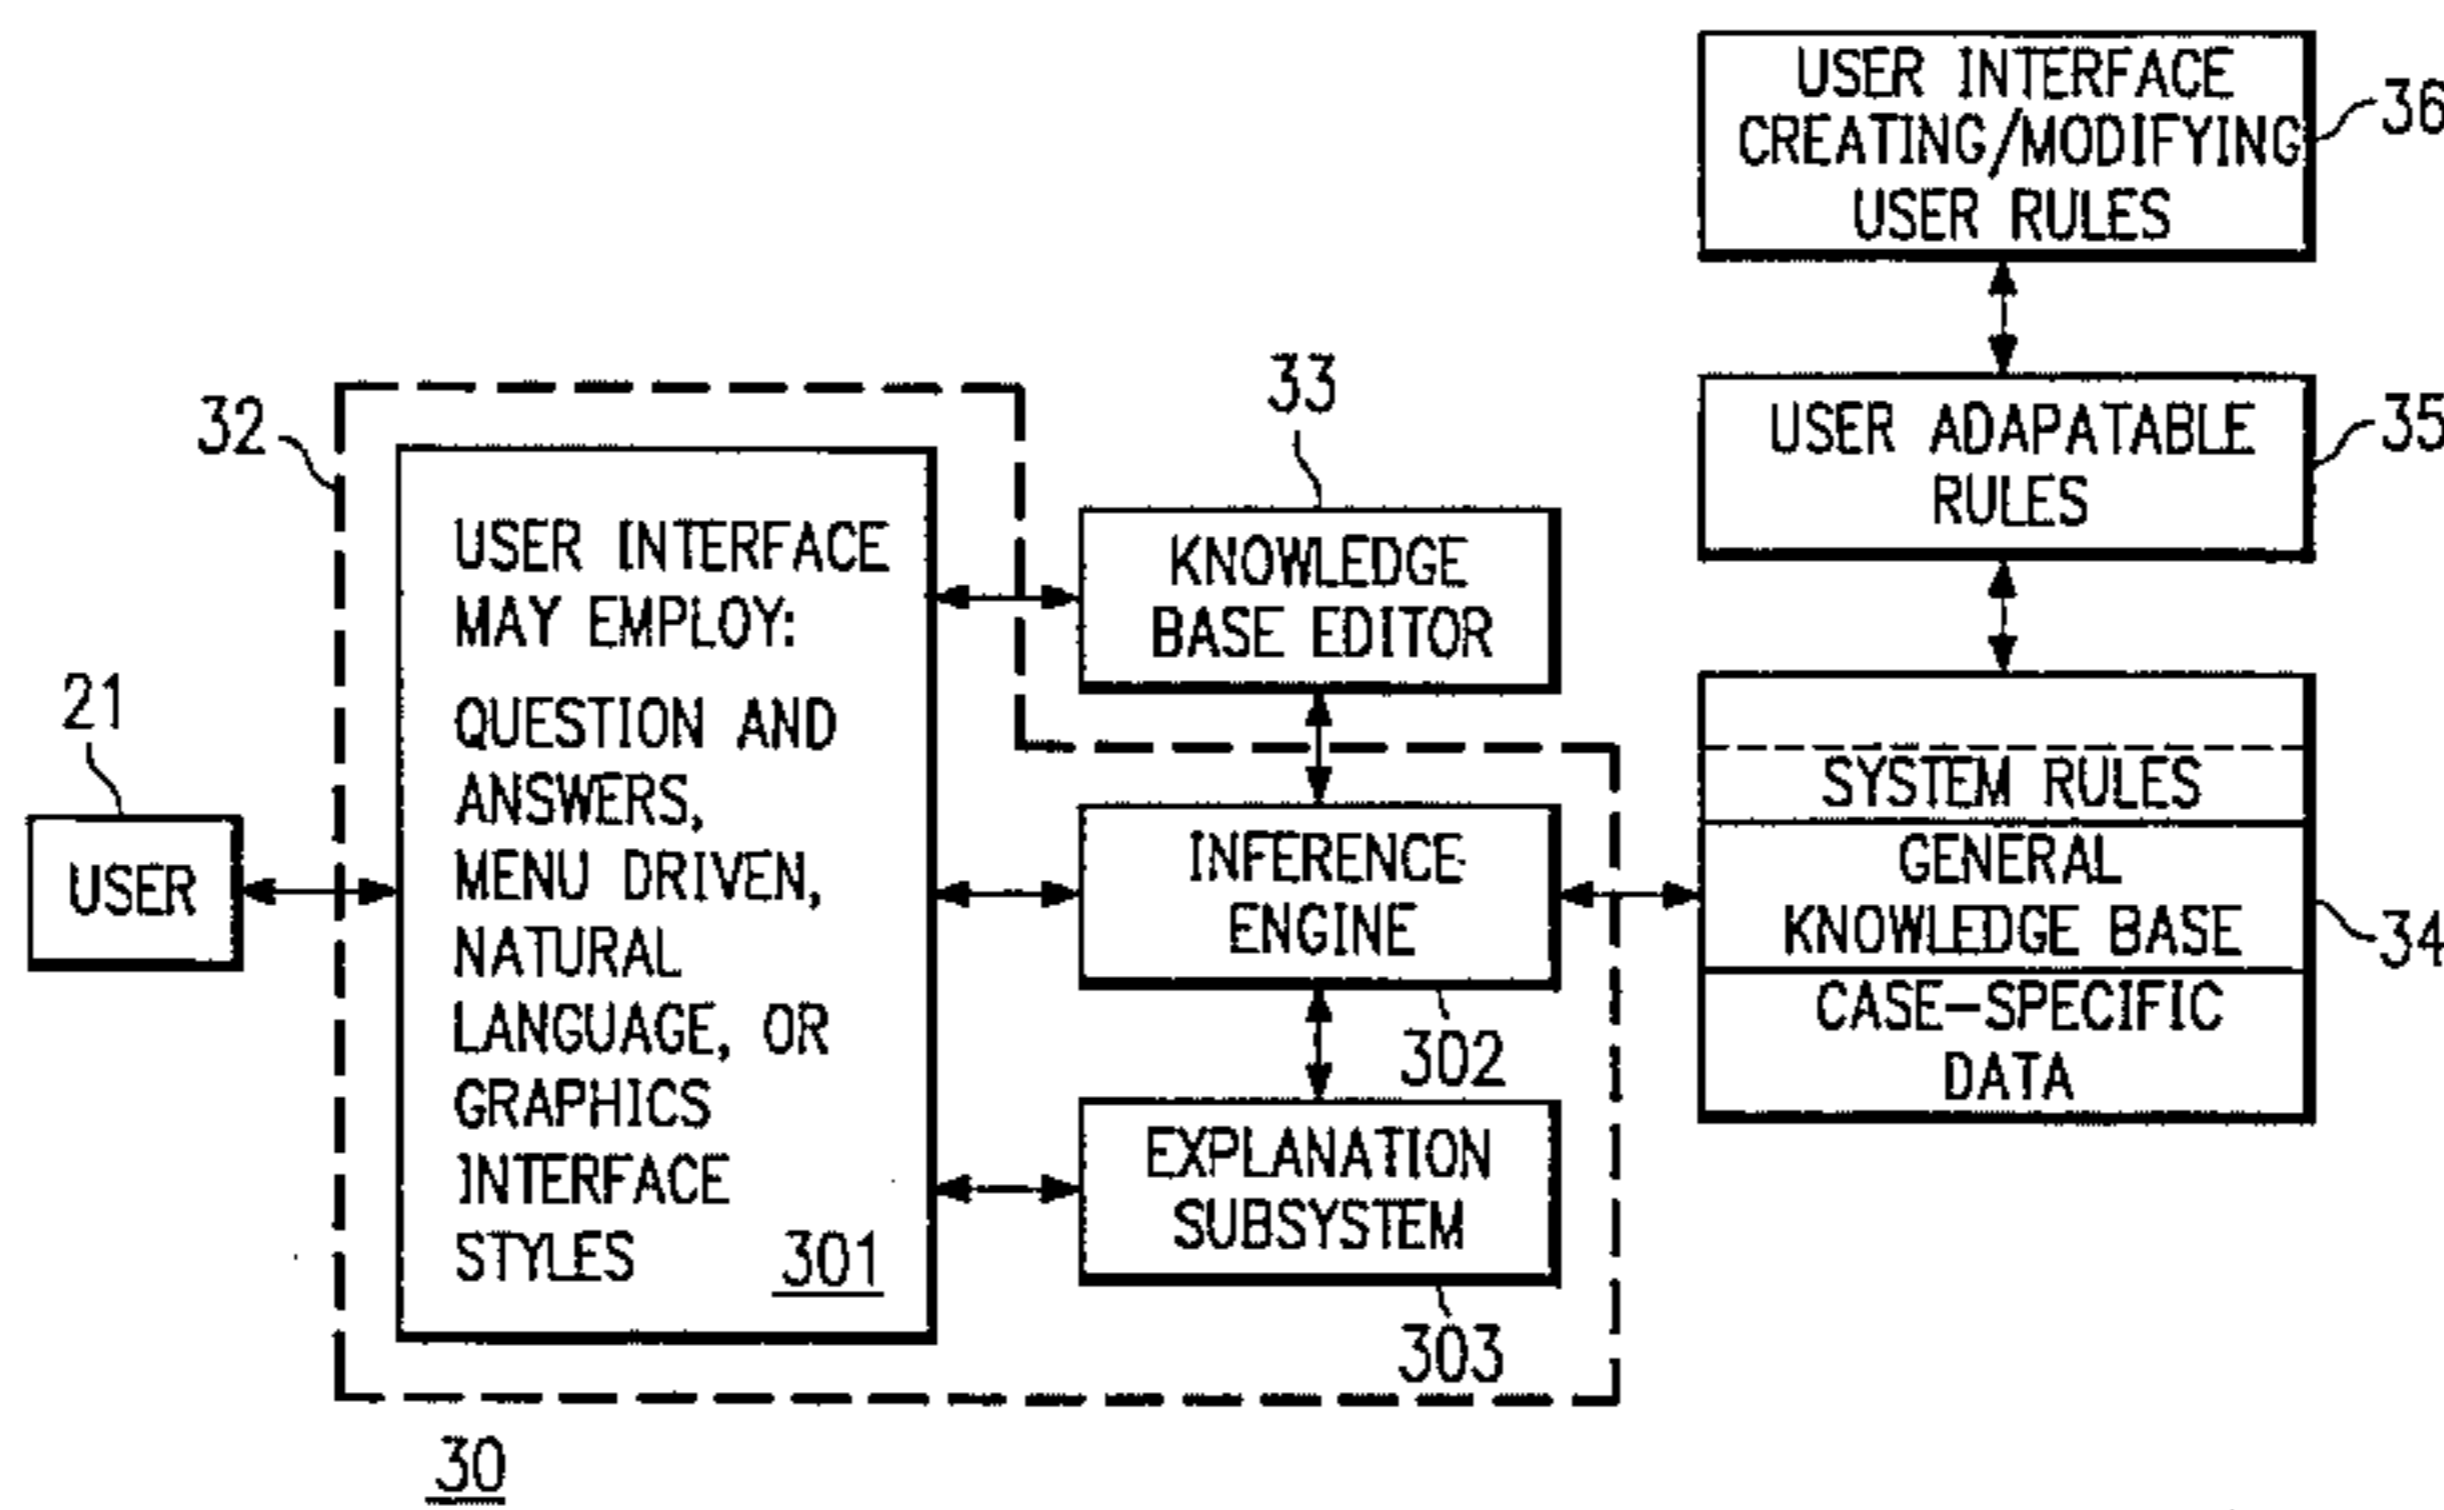 USER INTERFACE
CREATING/MODIFYING
USER RULES
36
USER ADAPATABLE
RULES
35
32
33
USER INTERFACE
MAY EMPLOY:
QUESTION AND
ANSWERS,
MENU DRIVEN,
NATURAL
LANGUAGE, OR
GRAPHICS
INTERFACE
STYLES
301
KNOWLEDGE
BASE EDITOR
21
USER
INFERENCE
ENGINE
302
SYSTEM RULES
GENERAL
KNOWLEDGE BASE
CASE-SPECIFIC
DATA
34
EXPLANATION
SUBSYSTEM
303
30